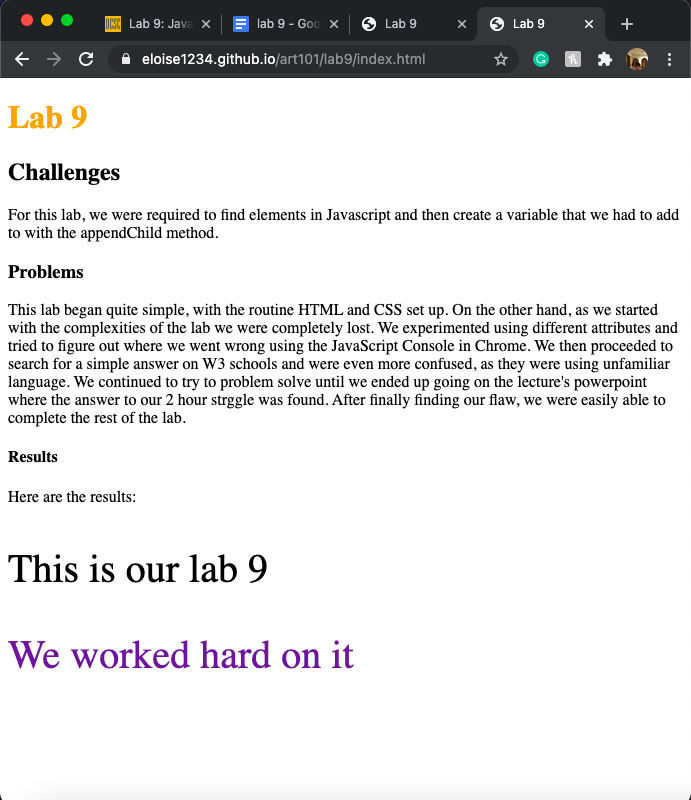 UCSC Lab 9: Java lab 9 - Goo Lab 9 Lab 9
eloise1234.github.io/art101/lab9/index.html
Lab 9
Challenges
For this lab, we were required to find elements in Javascript and then create a variable that we had to add
to with the appendChild method.
Problems
This lab began quite simple, with the routine HTML and CSS set up. On the other hand, as we started
with the complexities of the lab we were completely lost. We experimented using different attributes and
tried to figure out where we went wrong using the JavaScript Console in Chrome. We then proceeded to
search for a simple answer on W3 schools and were even more confused, as they were using unfamiliar
language. We continued to try to problem solve until we ended up going on the lecture's powerpoint
where the answer to our 2 hour strggle was found. After finally finding our flaw, we were easily able to
complete the rest of the lab.
Results
Here are the results:
This is our lab 9
We worked hard on it